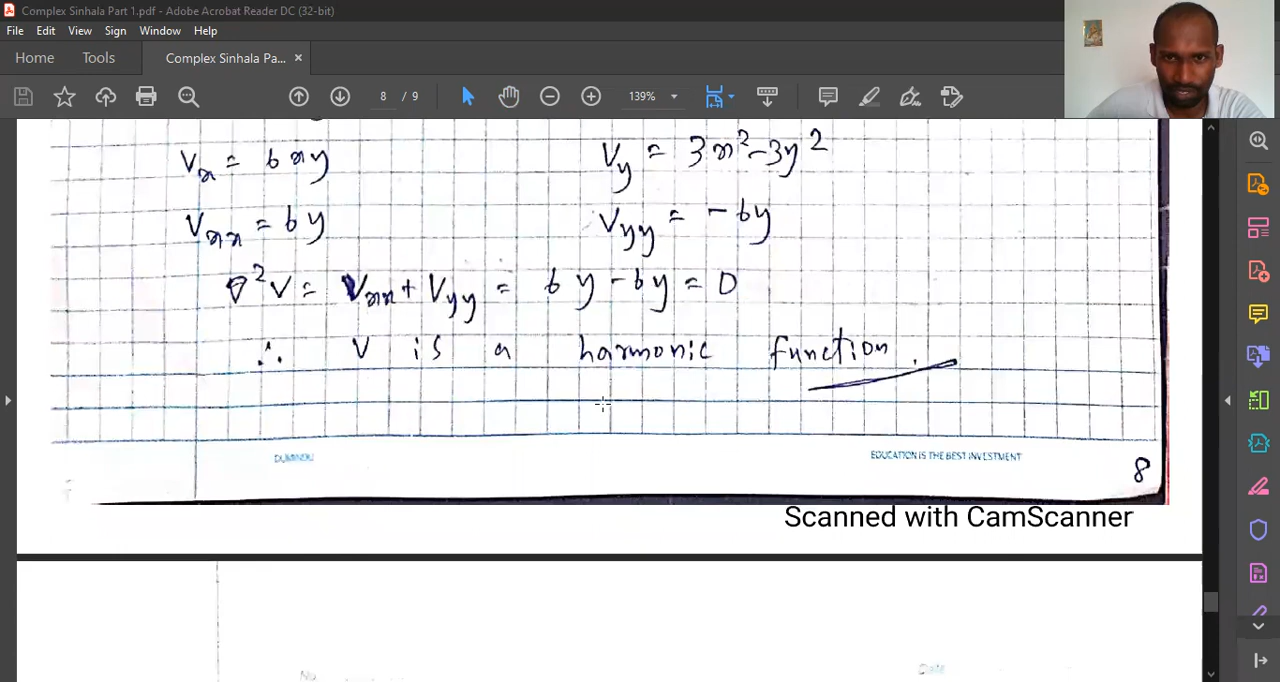 Complex Sinhala Part 1.pdf - Adobe Acrobat Reader DC (32-bit)
File Edit View Sign Window Help
Home Tools Complex Sinhala Pa... ×
8 / 9 139%
Vx = 6xy Vy = 3x²-3y²
Vxx = 6y Vyy = -6y
∇²V = Vxx + Vyy = 6y - 6y = 0
∴ V is a harmonic function.
EDUCATION IS THE BEST INVESTMENT
8
Scanned with CamScanner
No Date